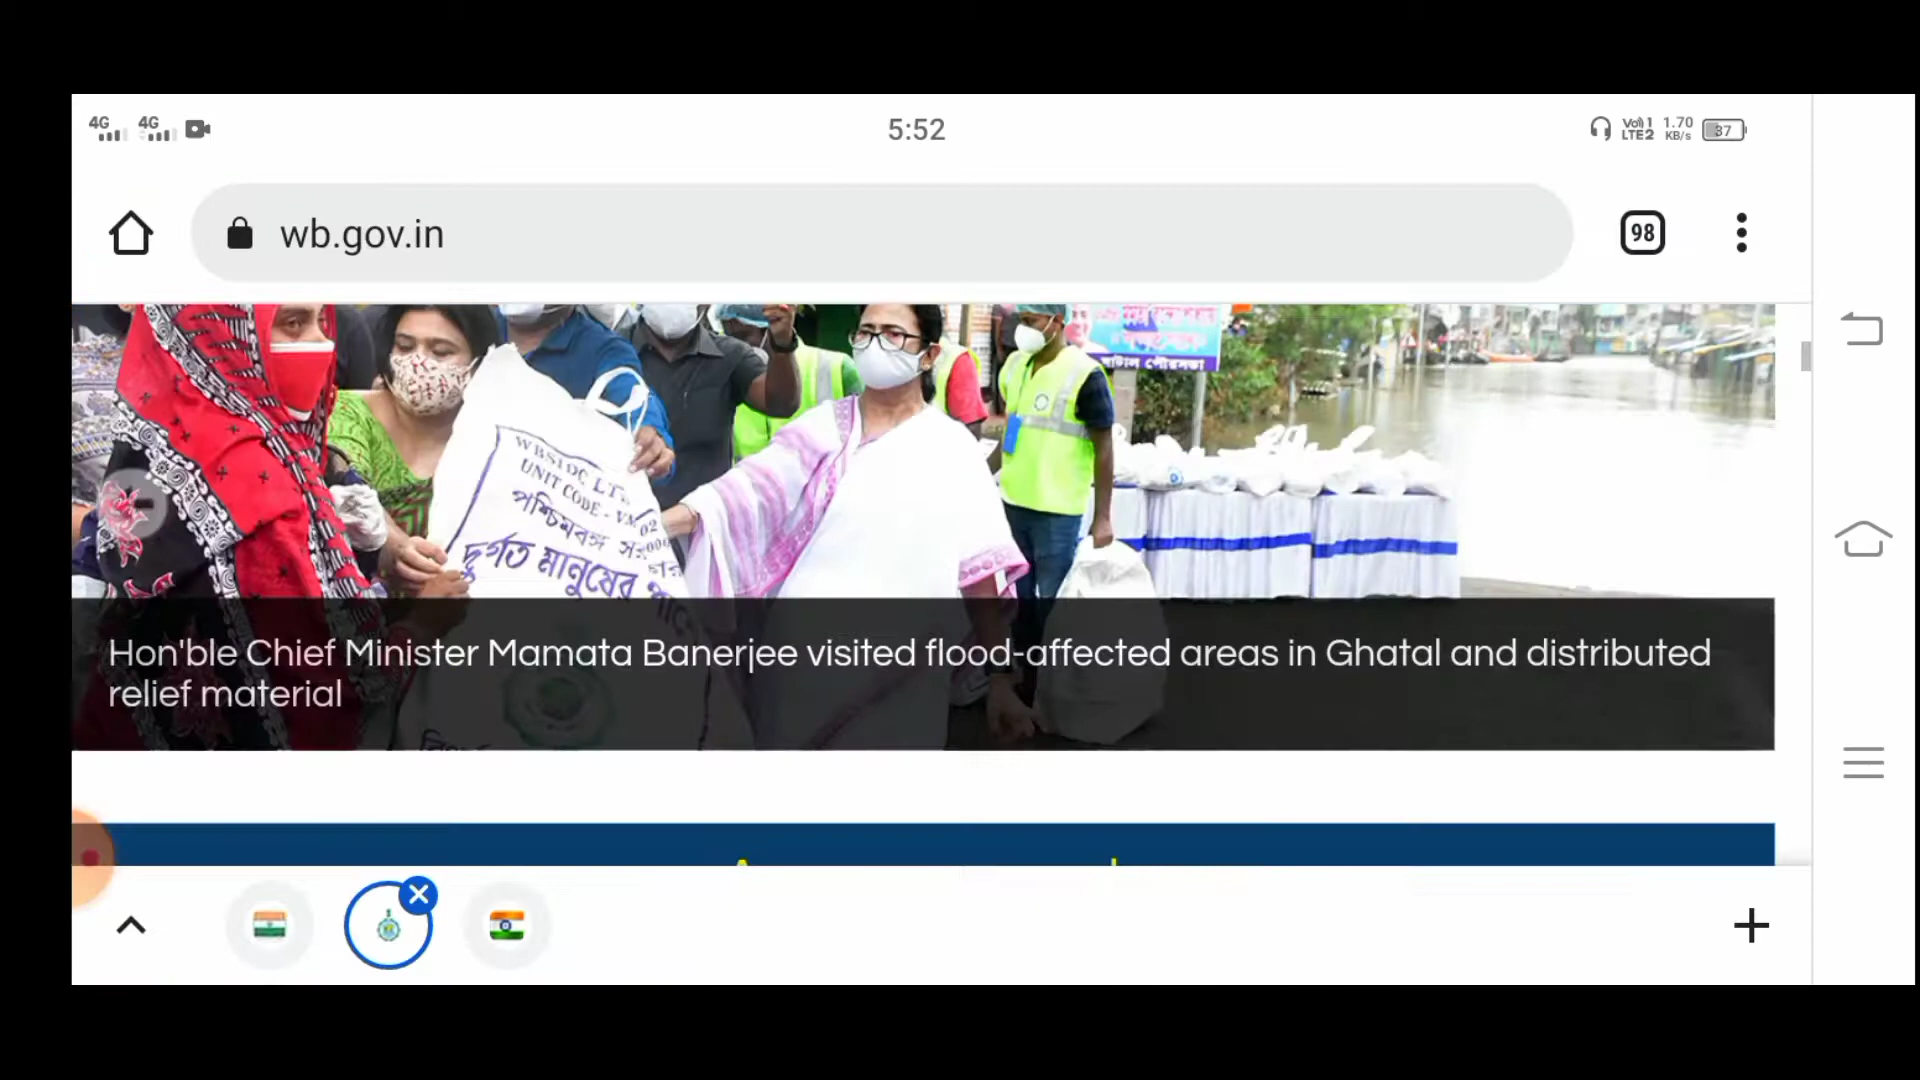 4G 4G 5:52 Vo)) 1 LTE2 1.70 KB/s 37
wb.gov.in 98
WBSIDC LTD
UNIT CODE - VM 02
পশ্চিমবঙ্গ
দুর্গত মানুষের
Hon'ble Chief Minister Mamata Banerjee visited flood-affected areas in Ghatal and distributed
relief material